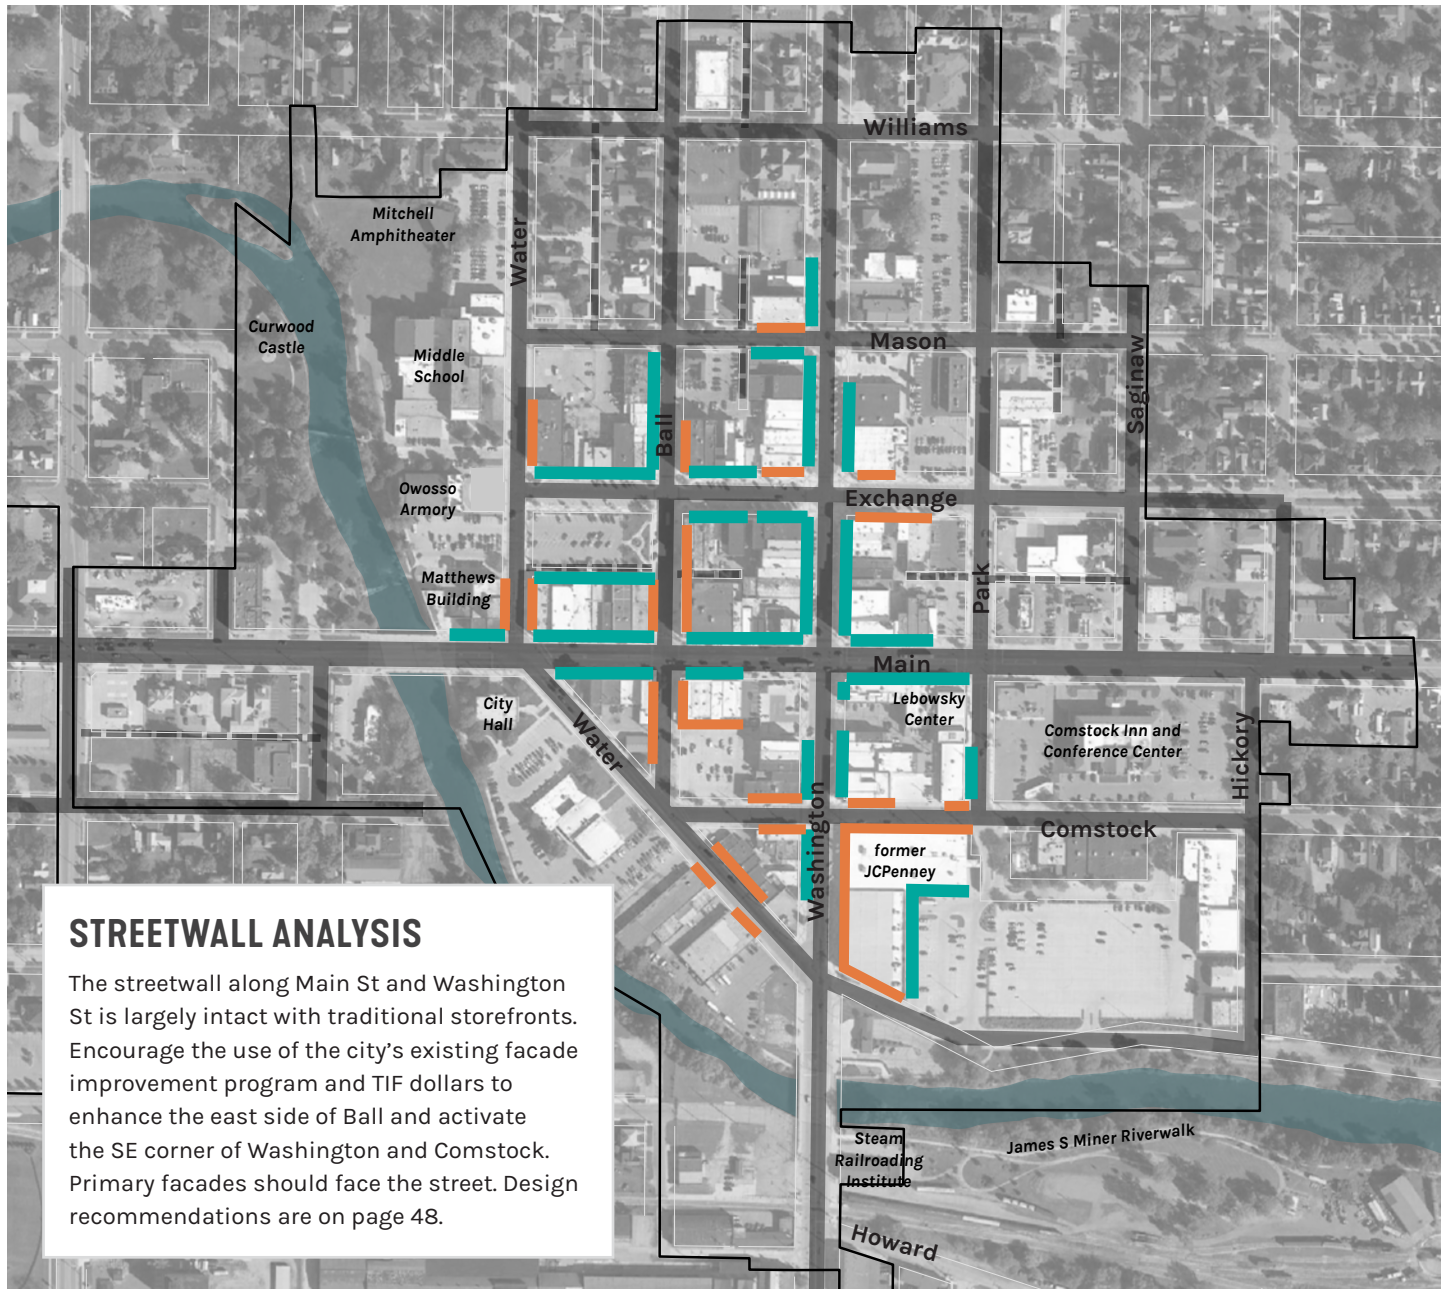 Williams
Mitchell
Amphitheater
Water
Curwood
Castle
Middle
School
Mason
Saginaw
Ball
Owosso
Armory
Exchange
Matthews
Building
Park
Main
City
Hall
Water
Lebowsky
Center
Comstock Inn and
Conference Center
Hickory
Washington
Comstock
former
JCPenney
STREETWALL ANALYSIS
The streetwall along Main St and Washington
St is largely intact with traditional storefronts.
Encourage the use of the city’s existing facade
improvement program and TIF dollars to
enhance the east side of Ball and activate
the SE corner of Washington and Comstock.
Primary facades should face the street. Design
recommendations are on page 48.
Steam
Railroading
Institute
James S Miner Riverwalk
Howard